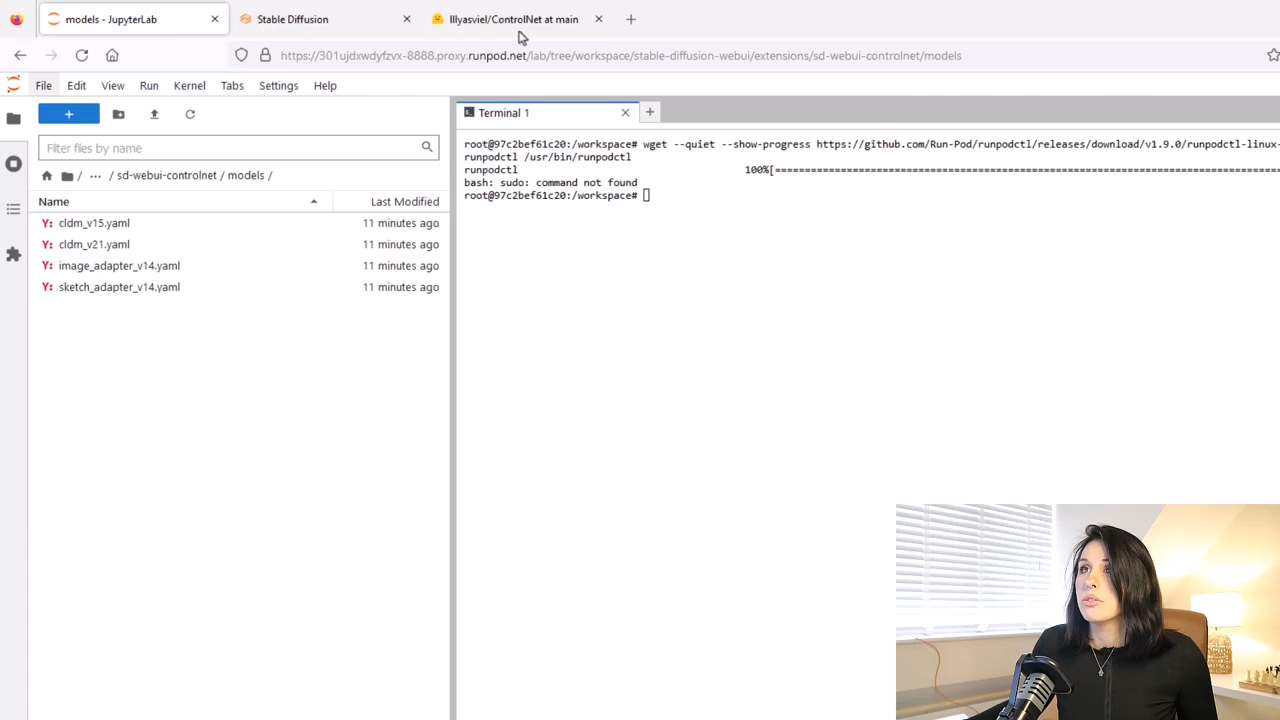 models - JupyterLab
Stable Diffusion
lllyasviel/ControlNet at main
https://301ujdxwdyfzvx-8888.proxy.runpod.net/lab/tree/workspace/stable-diffusion-webui/extensions/sd-webui-controlnet/models
File Edit View Run Kernel Tabs Settings Help
Terminal 1
Filter files by name
/ ... / sd-webui-controlnet / models /
Name Last Modified
Y: cldm_v15.yaml 11 minutes ago
Y: cldm_v21.yaml 11 minutes ago
Y: image_adapter_v14.yaml 11 minutes ago
Y: sketch_adapter_v14.yaml 11 minutes ago
root@97c2bef61c20:/workspace# wget --quiet --show-progress https://github.com/Run-Pod/runpodctl/releases/download/v1.9.0/runpodctl-linux-
runpodctl /usr/bin/runpodctl
runpodctl 100%[==============================================================
bash: sudo: command not found
root@97c2bef61c20:/workspace#